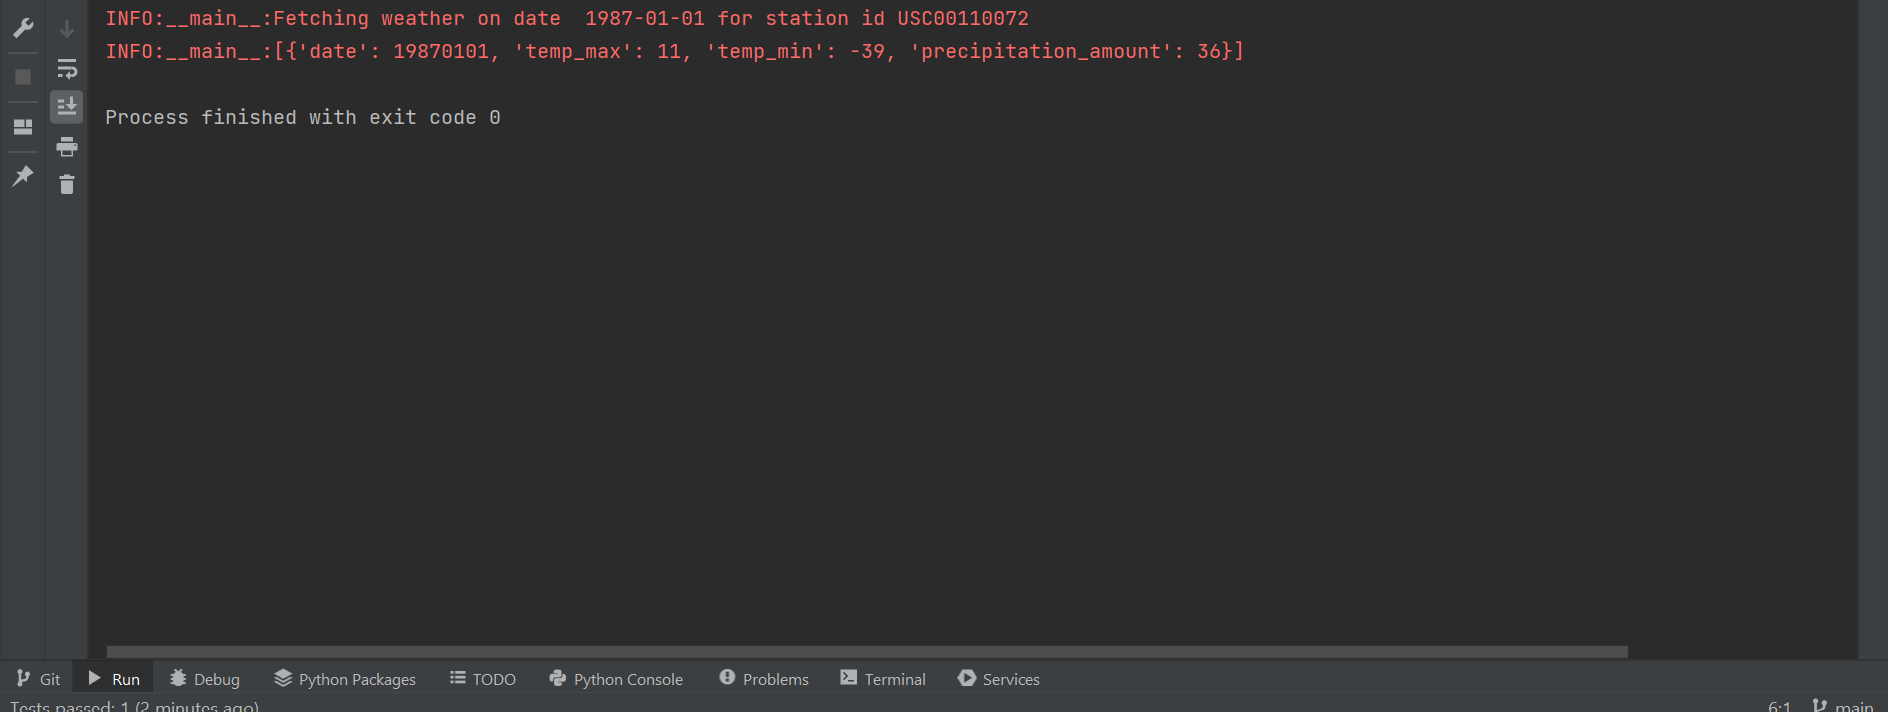 INFO:__main__:Fetching weather on date  1987-01-01 for station id USC00110072
INFO:__main__:[{'date': 19870101, 'temp_max': 11, 'temp_min': -39, 'precipitation_amount': 36}]
Process finished with exit code 0
Git Run Debug Python Packages TODO Python Console Problems Terminal Services
Tests passed: 1 (2 minutes ago) 6:1 main